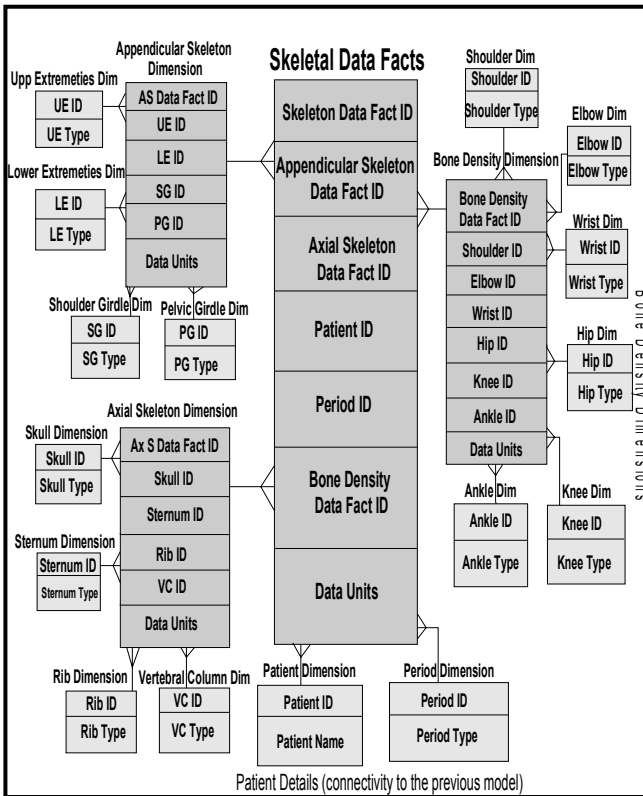 Appendicular Skeleton
Dimension
Upp Extremeties Dim
UE ID
UE Type
AS Data Fact ID
UE ID
LE ID
SG ID
PG ID
Data Units
Lower Extremeties Dim
LE ID
LE Type
Shoulder Girdle Dim
SG ID
SG Type
Pelvic Girdle Dim
PG ID
PG Type
Skeletal Data Facts
Skeleton Data Fact ID
Appendicular Skeleton
Data Fact ID
Axial Skeleton
Data Fact ID
Patient ID
Period ID
Bone Density
Data Fact ID
Data Units
Shoulder Dim
Shoulder ID
Shoulder Type
Elbow Dim
Elbow ID
Elbow Type
Bone Density Dimension
Bone Density
Data Fact ID
Shoulder ID
Elbow ID
Wrist ID
Hip ID
Knee ID
Ankle ID
Data Units
Wrist Dim
Wrist ID
Wrist Type
Hip Dim
Hip ID
Hip Type
Bone Density Dimensions
Ankle Dim
Ankle ID
Ankle Type
Knee Dim
Knee ID
Knee Type
Axial Skeleton Dimension
Skull Dimension
Skull ID
Skull Type
Ax S Data Fact ID
Skull ID
Sternum ID
Rib ID
VC ID
Data Units
Sternum Dimension
Sternum ID
Sternum Type
Rib Dimension
Rib ID
Rib Type
Vertebral Column Dim
VC ID
VC Type
Patient Dimension
Patient ID
Patient Name
Period Dimension
Period ID
Period Type
Patient Details (connectivity to the previous model)